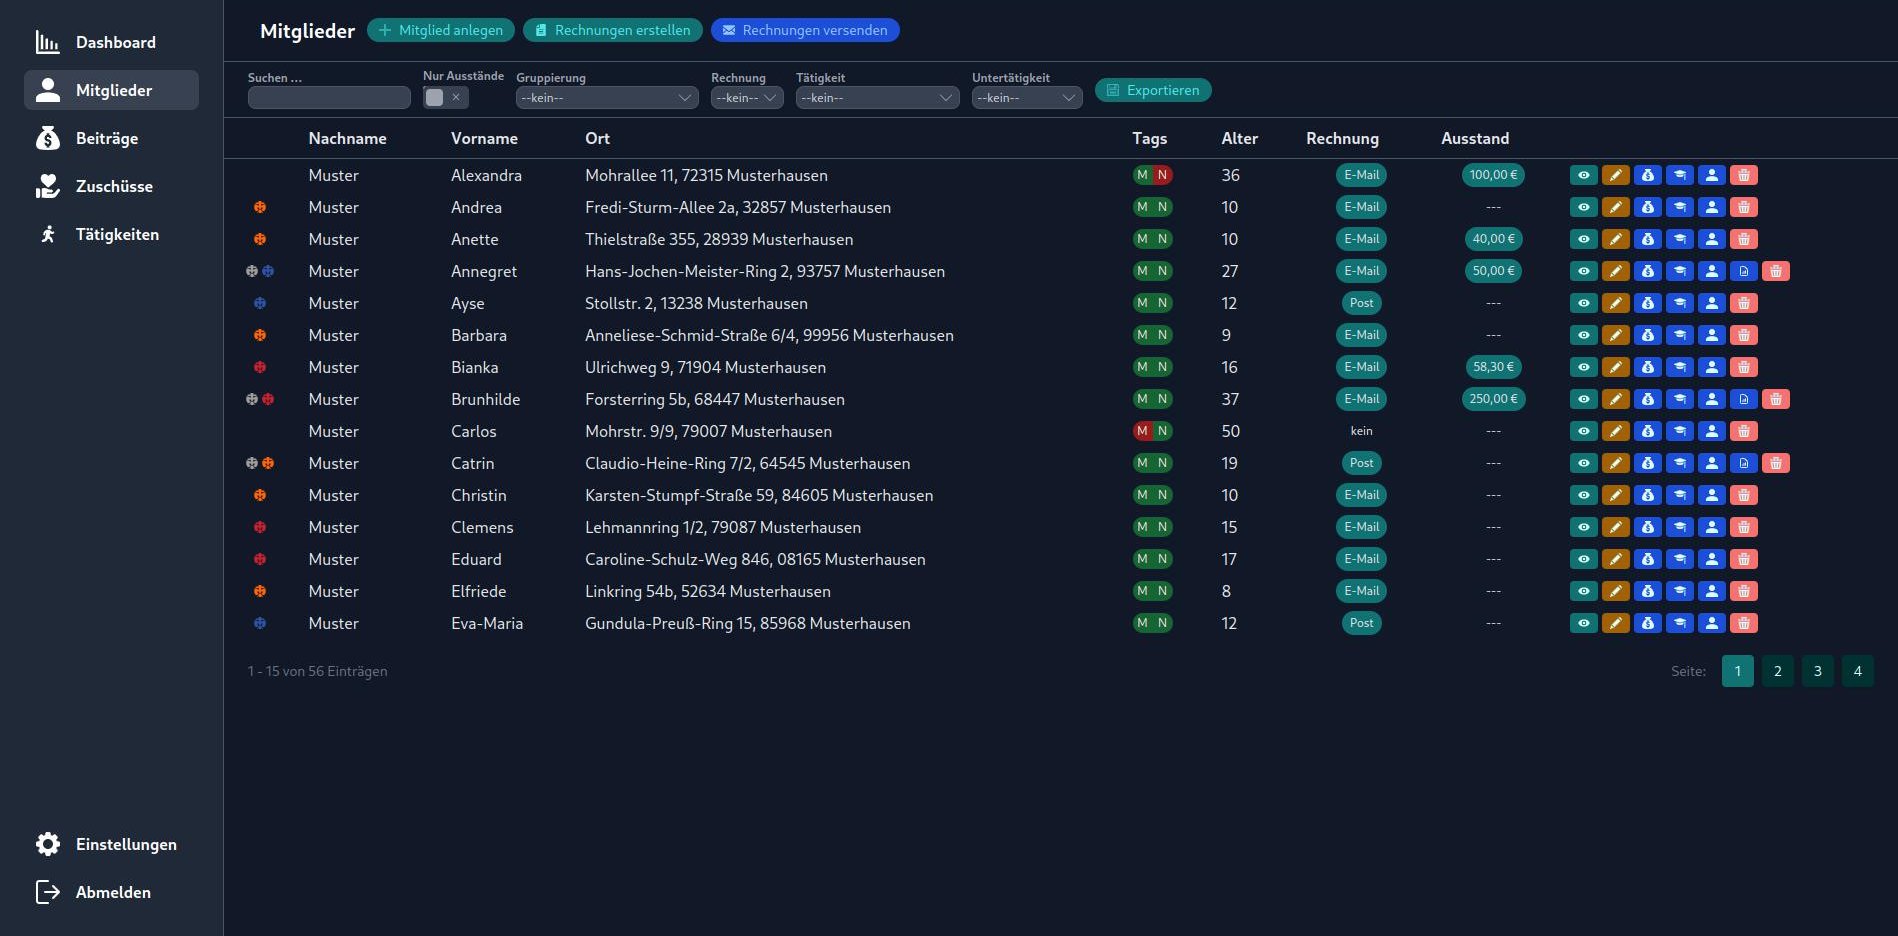 Dashboard
Mitglieder
Beiträge
Zuschüsse
Tätigkeiten
Einstellungen
Abmelden
Mitglieder Mitglied anlegen Rechnungen erstellen Rechnungen versenden
Suchen ... Nur Ausstände Gruppierung Rechnung Tätigkeit Untertätigkeit
--kein-- --kein-- --kein-- --kein-- Exportieren
Nachname Vorname Ort Tags Alter Rechnung Ausstand
Muster Alexandra Mohrallee 11, 72315 Musterhausen M N 36 E-Mail 100,00 €
Muster Andrea Fredi-Sturm-Allee 2a, 32857 Musterhausen M N 10 E-Mail ---
Muster Anette Thielstraße 355, 28939 Musterhausen M N 10 E-Mail 40,00 €
Muster Annegret Hans-Jochen-Meister-Ring 2, 93757 Musterhausen M N 27 E-Mail 50,00 €
Muster Ayse Stollstr. 2, 13238 Musterhausen M N 12 Post ---
Muster Barbara Anneliese-Schmid-Straße 6/4, 99956 Musterhausen M N 9 E-Mail ---
Muster Bianka Ulrichweg 9, 71904 Musterhausen M N 16 E-Mail 58,30 €
Muster Brunhilde Forsterring 5b, 68447 Musterhausen M N 37 E-Mail 250,00 €
Muster Carlos Mohrstr. 9/9, 79007 Musterhausen M N 50 kein ---
Muster Catrin Claudio-Heine-Ring 7/2, 64545 Musterhausen M N 19 Post ---
Muster Christin Karsten-Stumpf-Straße 59, 84605 Musterhausen M N 10 E-Mail ---
Muster Clemens Lehmannring 1/2, 79087 Musterhausen M N 15 E-Mail ---
Muster Eduard Caroline-Schulz-Weg 846, 08165 Musterhausen M N 17 E-Mail ---
Muster Elfriede Linkring 54b, 52634 Musterhausen M N 8 E-Mail ---
Muster Eva-Maria Gundula-Preuß-Ring 15, 85968 Musterhausen M N 12 Post ---
1 - 15 von 56 Einträgen Seite: 1 2 3 4